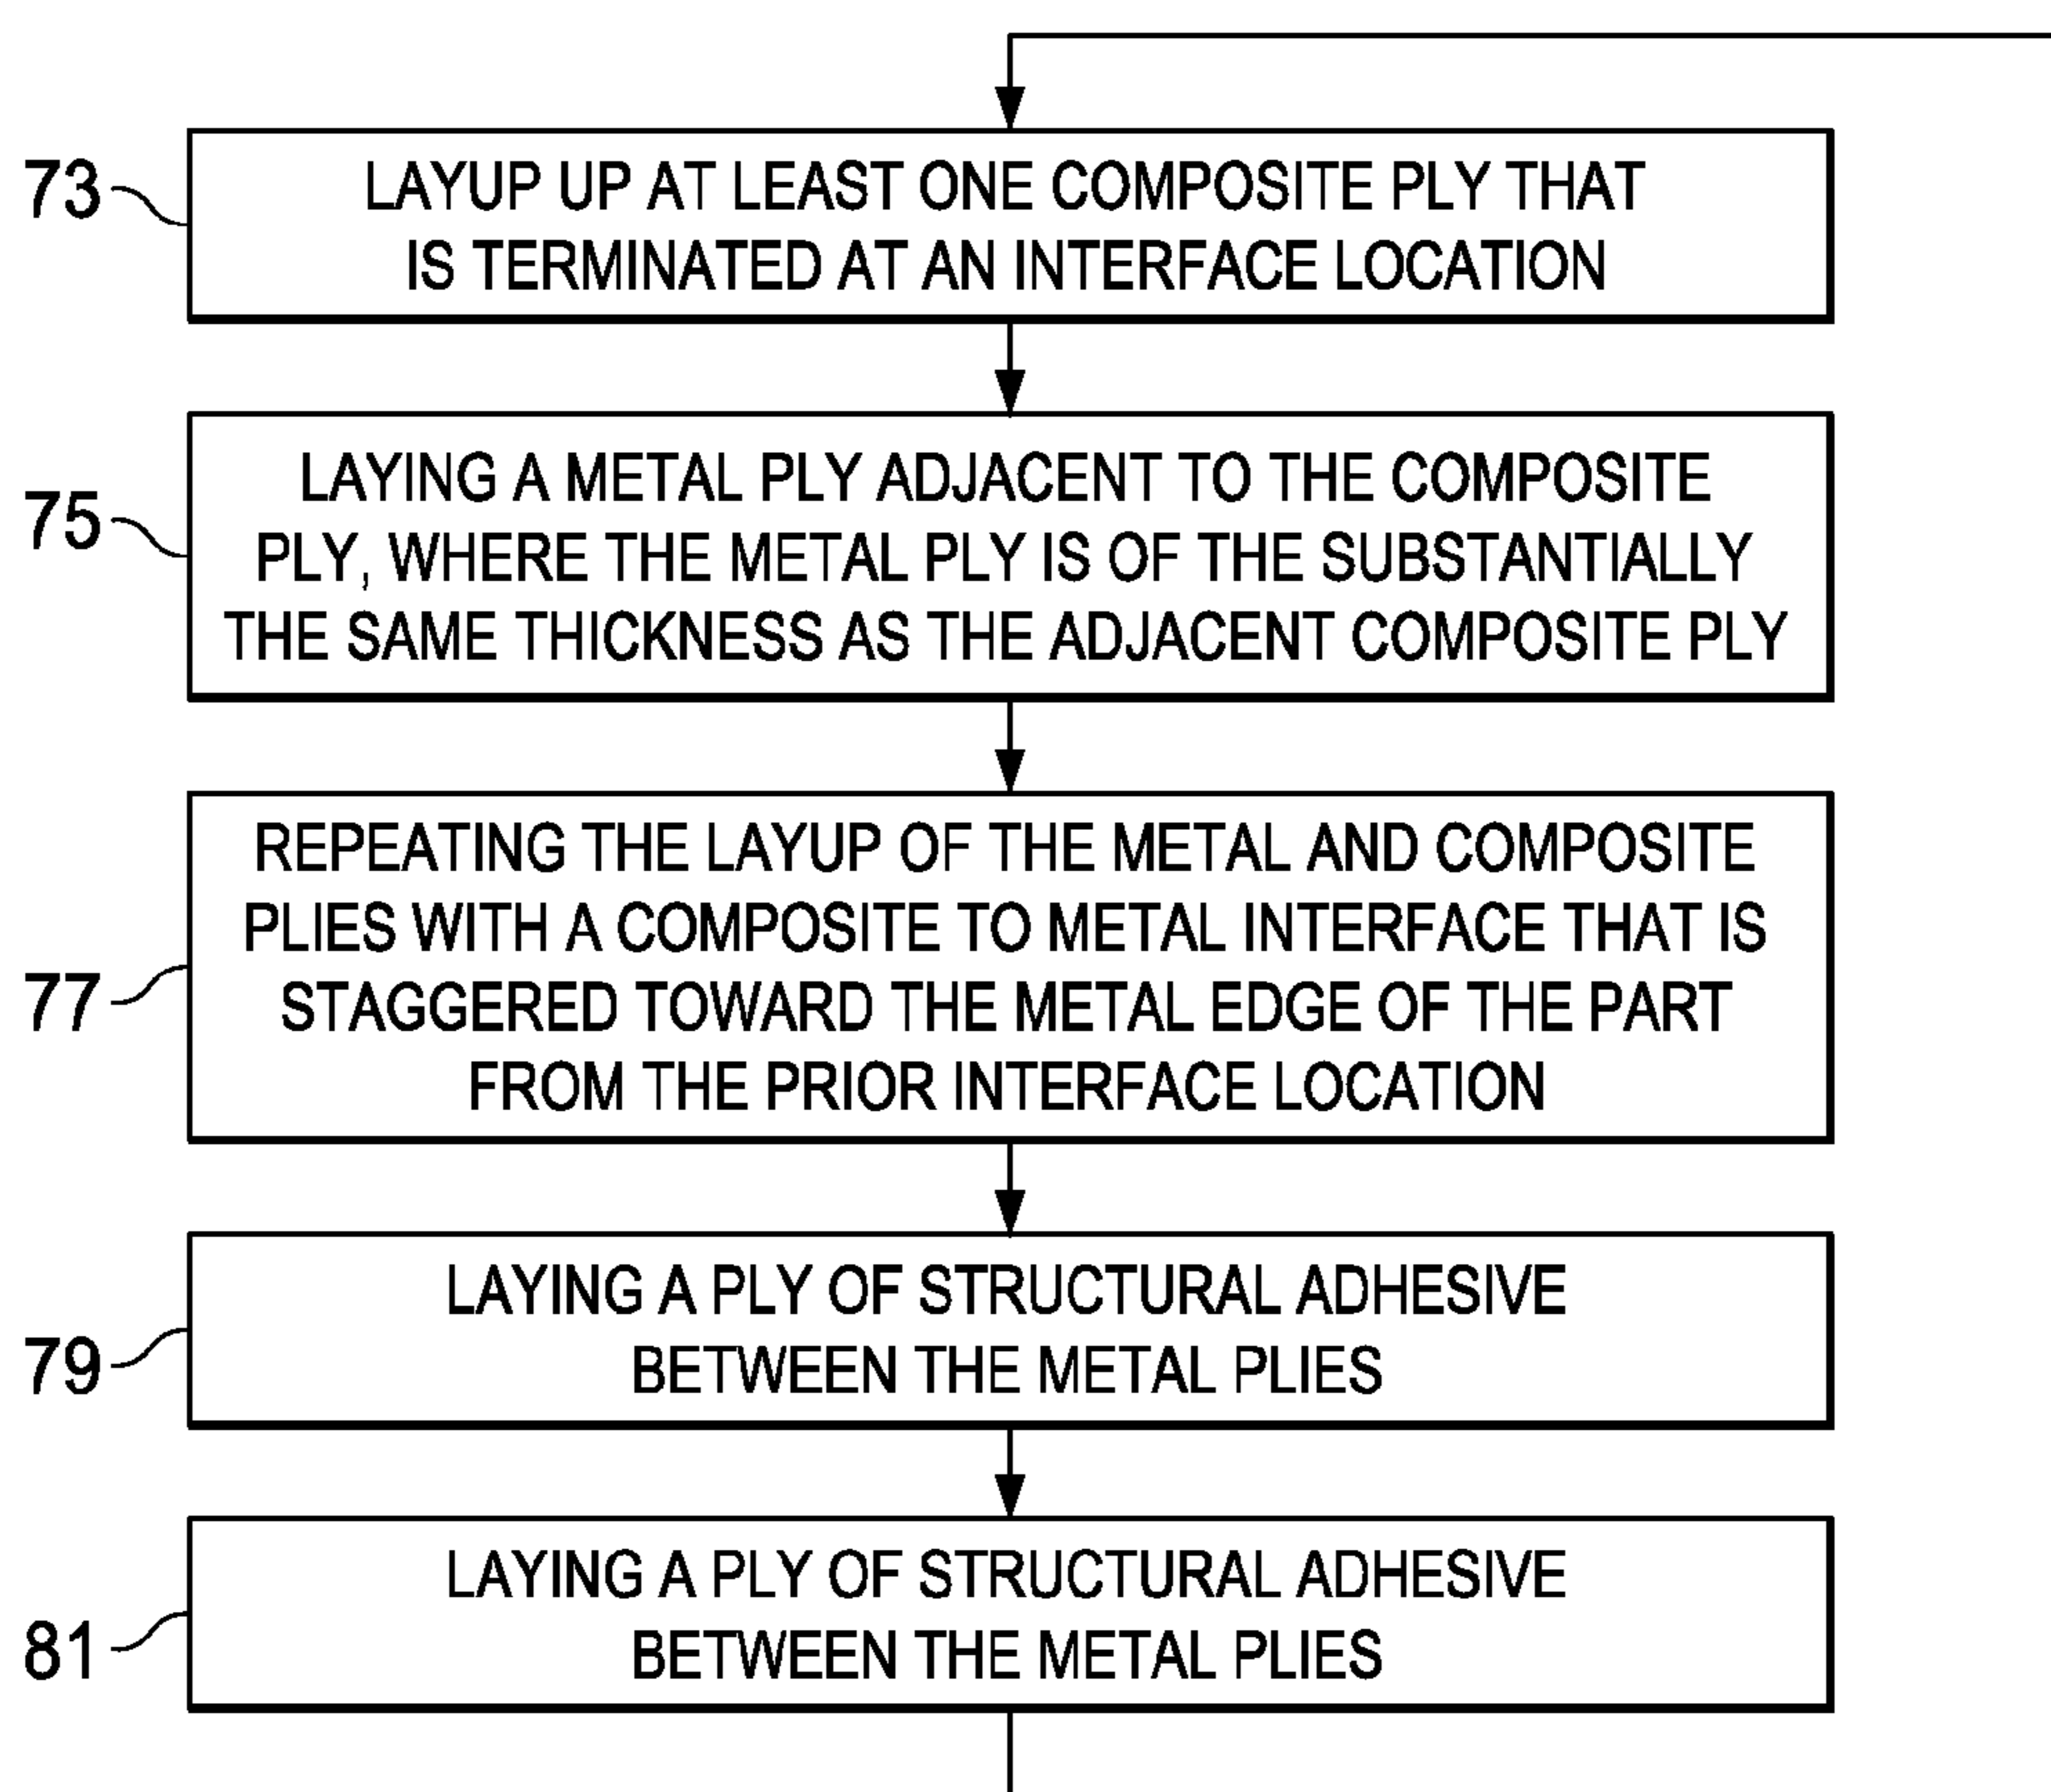 73
LAYUP UP AT LEAST ONE COMPOSITE PLY THAT
IS TERMINATED AT AN INTERFACE LOCATION
75
LAYING A METAL PLY ADJACENT TO THE COMPOSITE
PLY, WHERE THE METAL PLY IS OF THE SUBSTANTIALLY
THE SAME THICKNESS AS THE ADJACENT COMPOSITE PLY
77
REPEATING THE LAYUP OF THE METAL AND COMPOSITE
PLIES WITH A COMPOSITE TO METAL INTERFACE THAT IS
STAGGERED TOWARD THE METAL EDGE OF THE PART
FROM THE PRIOR INTERFACE LOCATION
79
LAYING A PLY OF STRUCTURAL ADHESIVE
BETWEEN THE METAL PLIES
81
LAYING A PLY OF STRUCTURAL ADHESIVE
BETWEEN THE METAL PLIES